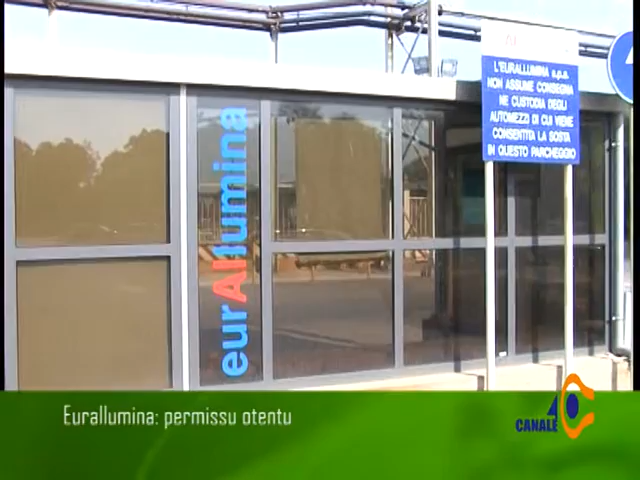 L'EURALLUMINA s.p.a.
NON ASSUME CONSEGNA
NE CUSTODIA DEGLI
AUTOMEZZI DI CUI VIENE
CONSENTITA LA SOSTA
IN QUESTO PARCHEGGIO
eurAllumina
Eurallumina: permissu otentu
CANALE 40